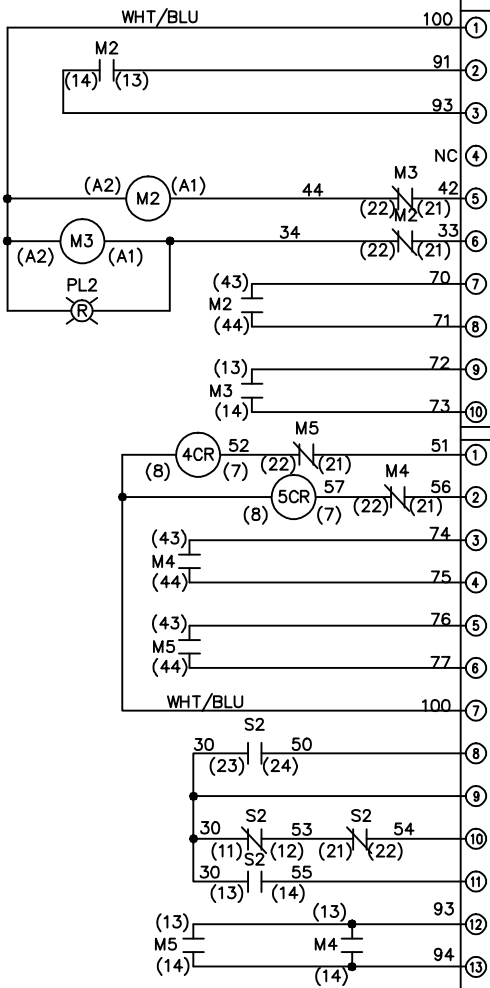 WHT/BLU 100 1
M2 91 2
(14) (13)
93 3
NC 4
M3
(A2) M2 (A1) 44 42 5
(22) (21)
M2
M3 34 33 6
(A2) (A1) (22) (21)
PL2
R
(43) 70 7
M2
(44) 71 8
(13) 72 9
M3
(14) 73 10
M5
4CR 52 51 1
(8) (7) (22) (21)
M4
5CR 57 56 2
(8) (7) (22) (21)
(43) 74 3
M4
(44) 75 4
(43) 76 5
M5
(44) 77 6
WHT/BLU 100 7
S2
30 50 8
(23) (24)
9
S2 S2
30 53 54 10
(11) (12) (21) (22)
S2
30 55 11
(13) (14)
(13) (13) 93 12
M5 M4
94
(14) (14) 13